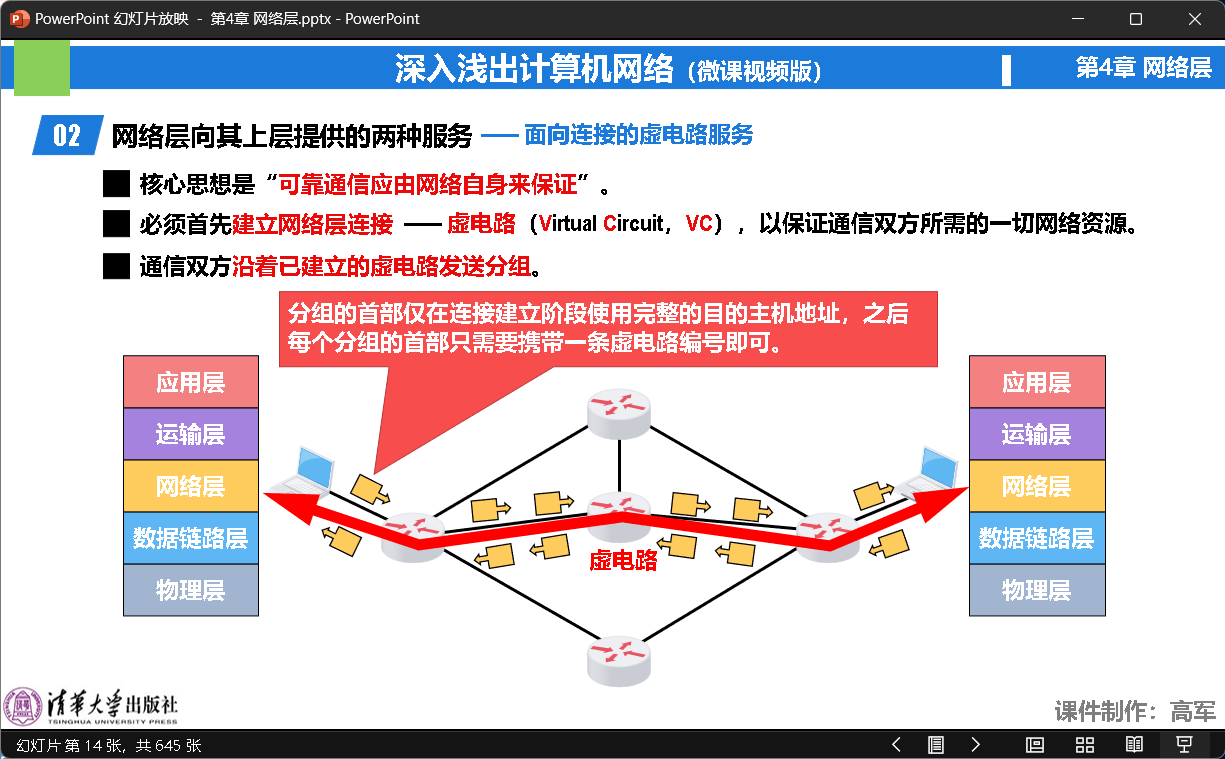 PowerPoint 幻灯片放映 - 第4章 网络层.pptx - PowerPoint
深入浅出计算机网络（微课视频版）
第4章 网络层
02 网络层向其上层提供的两种服务 —— 面向连接的虚电路服务
核心思想是“可靠通信应由网络自身来保证”。
必须首先建立网络层连接 —— 虚电路（Virtual Circuit，VC），以保证通信双方所需的一切网络资源。
通信双方沿着已建立的虚电路发送分组。
分组的首部仅在连接建立阶段使用完整的目的主机地址，之后
每个分组的首部只需要携带一条虚电路编号即可。
应用层
运输层
网络层
数据链路层
物理层
虚电路
应用层
运输层
网络层
数据链路层
物理层
清华大学出版社
TSINGHUA UNIVERSITY PRESS
课件制作：高军
幻灯片 第 14 张，共 645 张